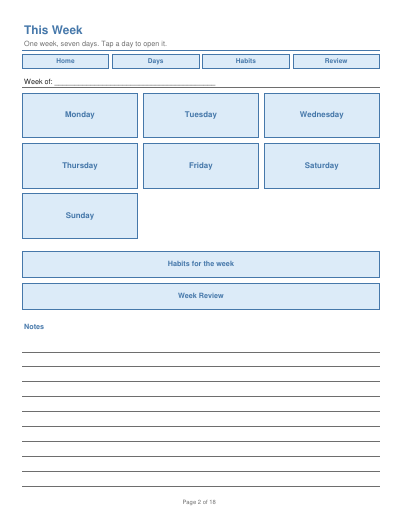 This Week
One week, seven days. Tap a day to open it.
Home Days Habits Review
Week of:
Monday Tuesday Wednesday
Thursday Friday Saturday
Sunday
Habits for the week
Week Review
Notes
Page 2 of 18